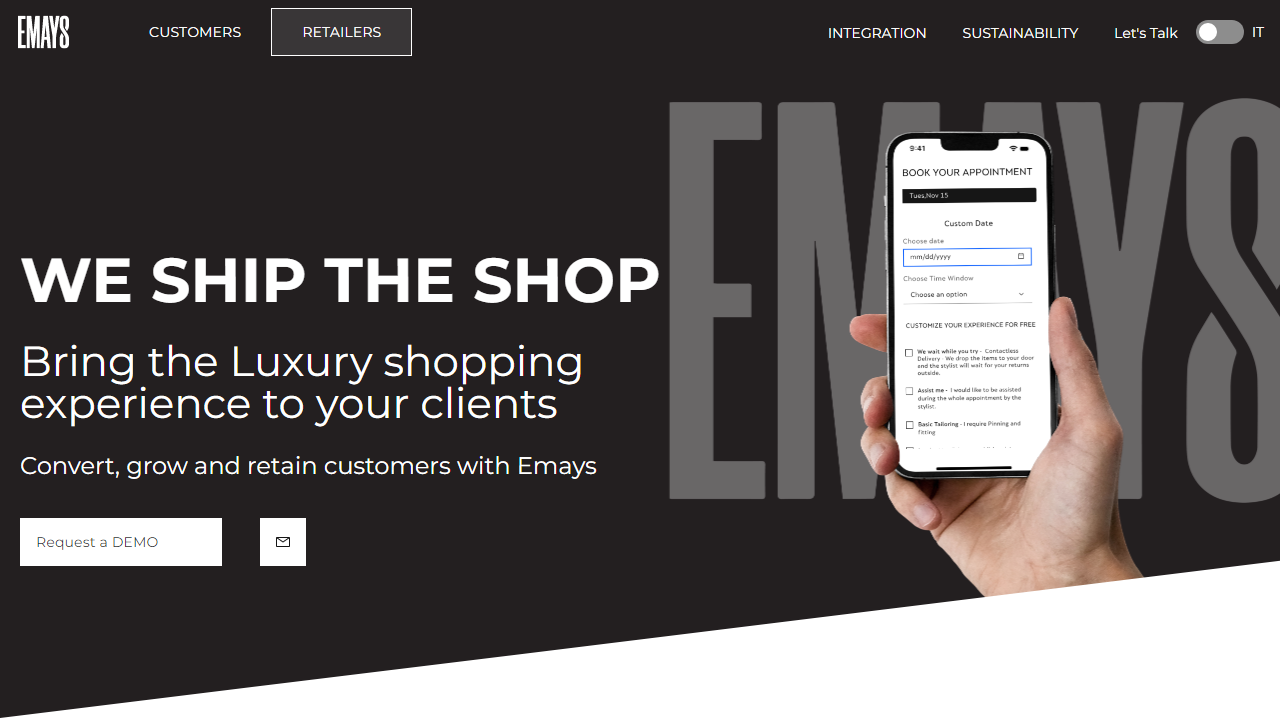 EMAYS
CUSTOMERS
RETAILERS
INTEGRATION
SUSTAINABILITY
Let's Talk
IT
EMAYS
9:41
BOOK YOUR APPOINTMENT
Tues,Nov 15
Custom Date
Choose date
mm/dd/yyyy
Choose Time Window
Choose an option
CUSTOMIZE YOUR EXPERIENCE FOR FREE
We wait while you try - Contactless
Delivery - We drop the items to your door
and the stylist will wait for your returns
outside.
Assist me - I would like to be assisted
during the whole appointment by the
stylist.
Basic Tailoring - I require Pinning and
fitting
WE SHIP THE SHOP
Bring the Luxury shopping
experience to your clients
Convert, grow and retain customers with Emays
Request a DEMO